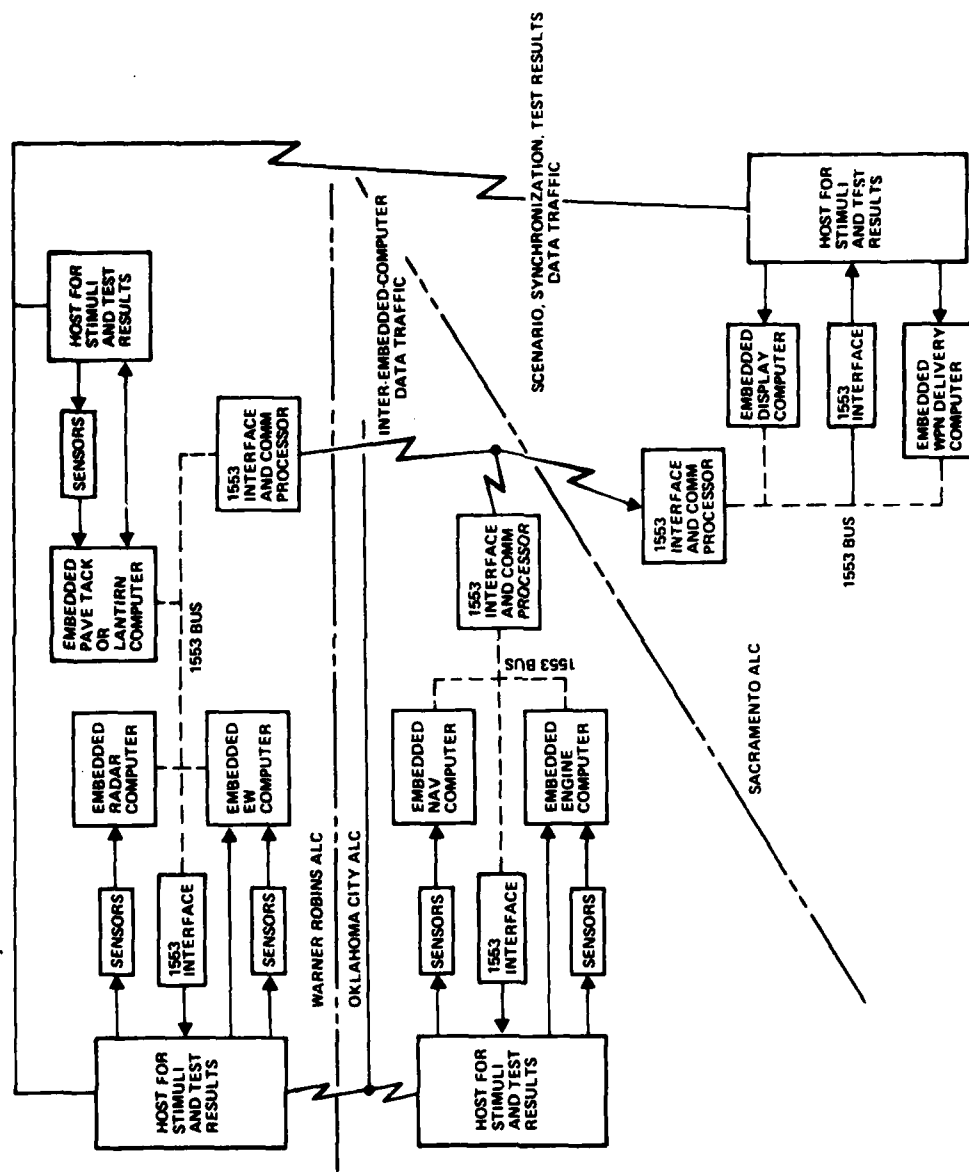 HOST FOR
STIMULI
AND TEST
RESULTS
SENSORS
1553
INTERFACE
SENSORS
EMBEDDED
RADAR
COMPUTER
EMBEDDED
EW
COMPUTER
EMBEDDED
PAVE TACK
OR
LANTIRN
COMPUTER
SENSORS
HOST FOR
STIMULI
AND TEST
RESULTS
1553 BUS
1553
INTERFACE
AND COMM
PROCESSOR
WARNER ROBINS ALC
OKLAHOMA CITY ALC
INTER-EMBEDDED-COMPUTER
DATA TRAFFIC
HOST FOR
STIMULI
AND TEST
RESULTS
SENSORS
1553
INTERFACE
SENSORS
EMBEDDED
NAV
COMPUTER
EMBEDDED
ENGINE
COMPUTER
1553 BUS
1553
INTERFACE
AND COMM
PROCESSOR
SCENARIO, SYNCHRONIZATION, TEST RESULTS
DATA TRAFFIC
SACRAMENTO ALC
1553
INTERFACE
AND COMM
PROCESSOR
1553 BUS
EMBEDDED
DISPLAY
COMPUTER
1553
INTERFACE
EMBEDDED
WPN DELIVERY
COMPUTER
HOST FOR
STIMULI
AND TEST
RESULTS